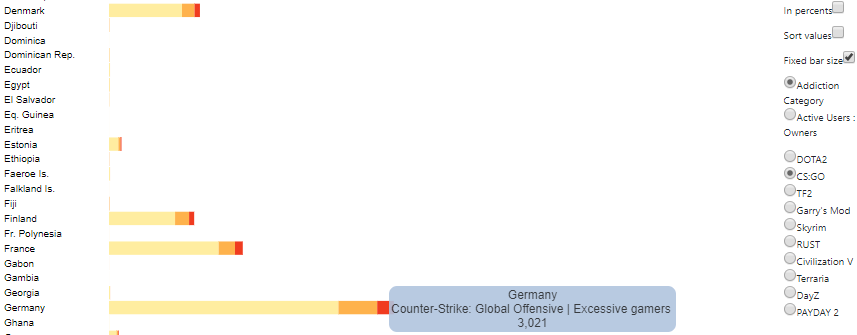 Denmark
Djibouti
Dominica
Dominican Rep.
Ecuador
Egypt
El Salvador
Eq. Guinea
Eritrea
Estonia
Ethiopia
Faeroe Is.
Falkland Is.
Fiji
Finland
Fr. Polynesia
France
Gabon
Gambia
Georgia
Germany
Ghana
Germany
Counter-Strike: Global Offensive | Excessive gamers
3,021
In percents
Sort values
Fixed bar size
Addiction
Category
Active Users :
Owners
DOTA2
CS:GO
TF2
Garry's Mod
Skyrim
RUST
Civilization V
Terraria
DayZ
PAYDAY 2